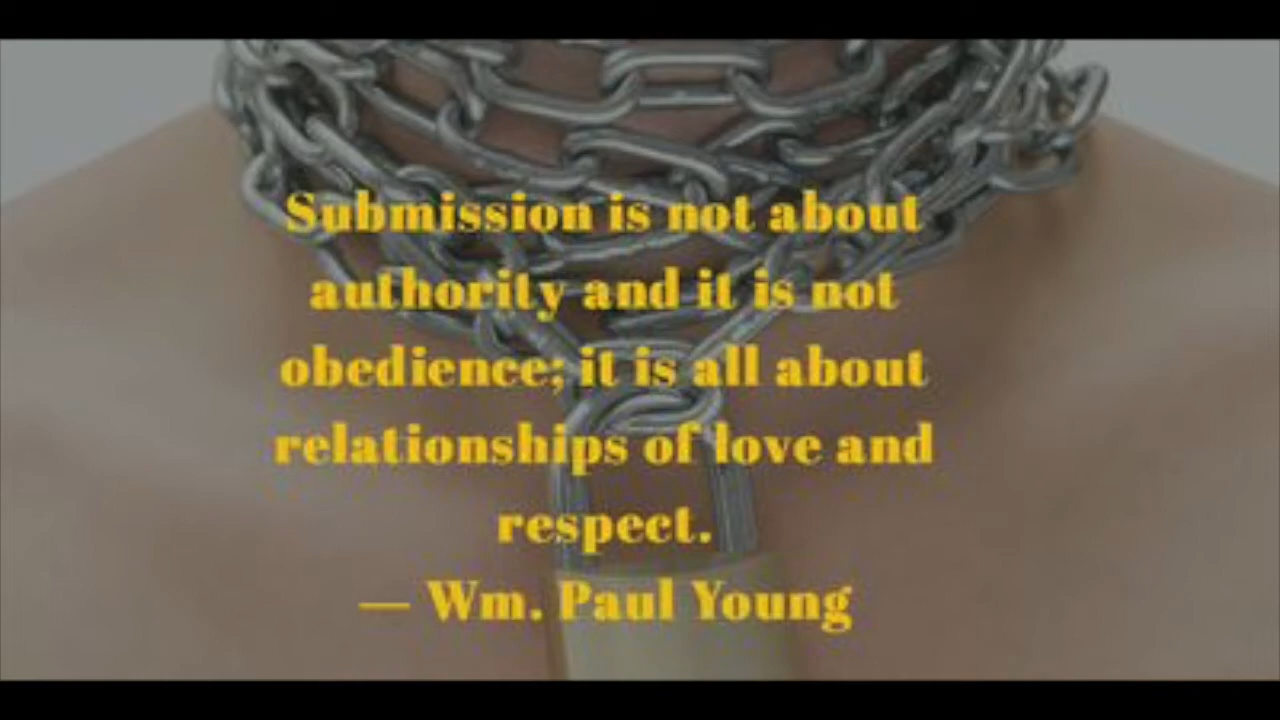 Submission is not about
authority and it is not
obedience; it is all about
relationships of love and
respect.
— Wm. Paul Young